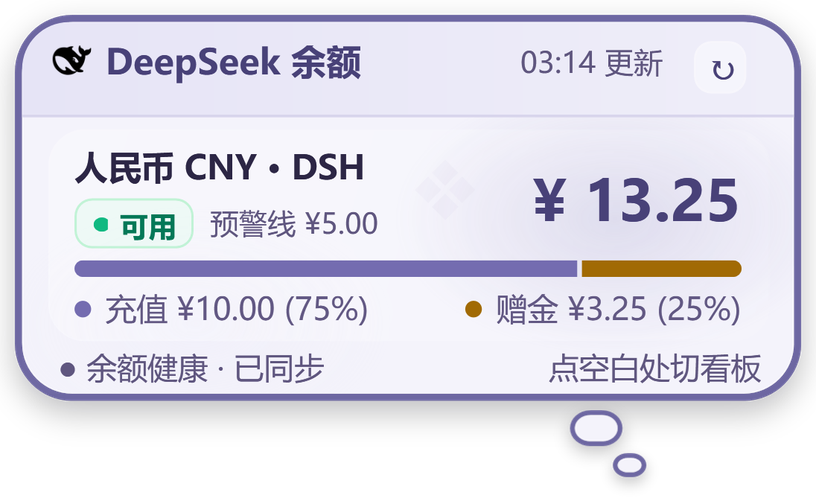 DeepSeek 余额 03:14 更新 ↻
人民币 CNY • DSH
¥ 13.25
可用 预警线 ¥5.00
充值 ¥10.00 (75%) 赠金 ¥3.25 (25%)
余额健康 · 已同步 点空白处切看板